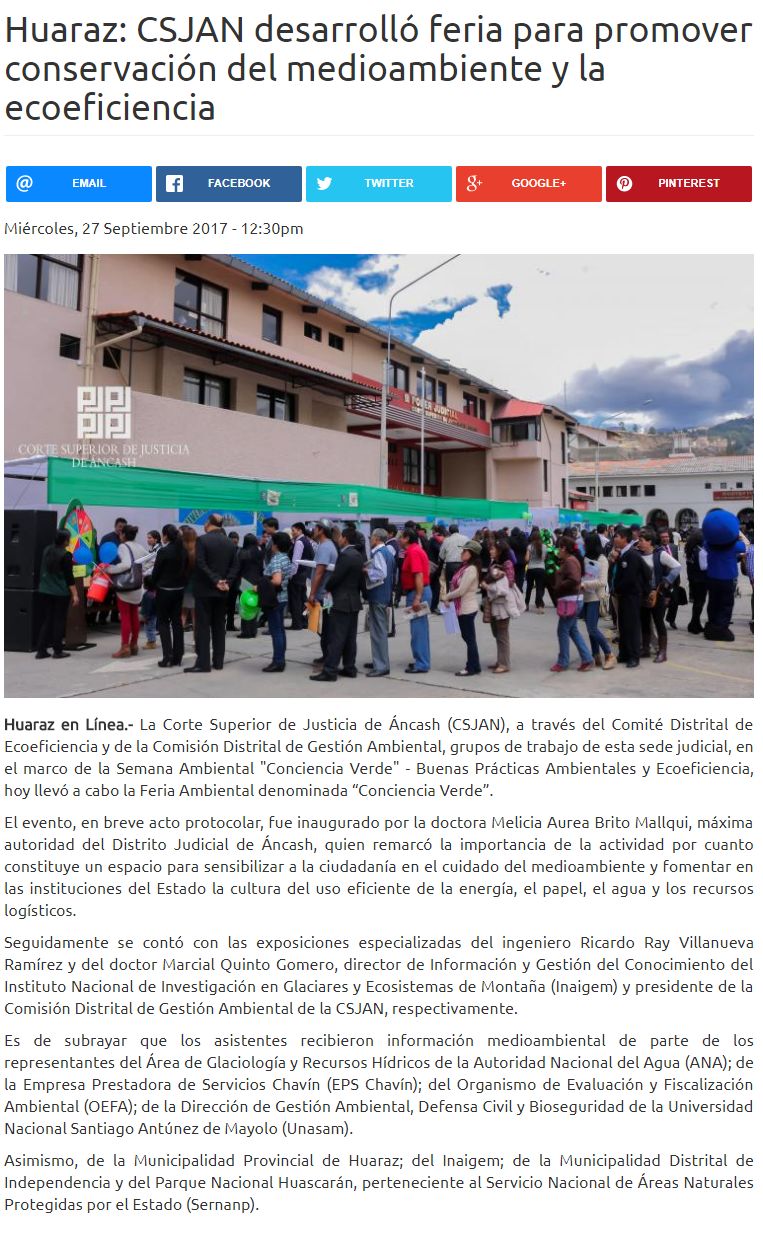 Huaraz: CSJAN desarrolló feria para promover
conservación del medioambiente y la
ecoeficiencia
EMAIL
FACEBOOK
TWITTER
GOOGLE+
PINTEREST
Miércoles, 27 Septiembre 2017 - 12:30pm
PODER JUDICIAL
CORTE SUPERIOR DE JUSTICIA
DE ÁNCASH
Huaraz en Línea.- La Corte Superior de Justicia de Áncash (CSJAN), a través del Comité Distrital de
Ecoeficiencia y de la Comisión Distrital de Gestión Ambiental, grupos de trabajo de esta sede judicial, en
el marco de la Semana Ambiental "Conciencia Verde" - Buenas Prácticas Ambientales y Ecoeficiencia,
hoy llevó a cabo la Feria Ambiental denominada “Conciencia Verde”.
El evento, en breve acto protocolar, fue inaugurado por la doctora Melicia Aurea Brito Mallqui, máxima
autoridad del Distrito Judicial de Áncash, quien remarcó la importancia de la actividad por cuanto
constituye un espacio para sensibilizar a la ciudadanía en el cuidado del medioambiente y fomentar en
las instituciones del Estado la cultura del uso eficiente de la energía, el papel, el agua y los recursos
logísticos.
Seguidamente se contó con las exposiciones especializadas del ingeniero Ricardo Ray Villanueva
Ramírez y del doctor Marcial Quinto Gomero, director de Información y Gestión del Conocimiento del
Instituto Nacional de Investigación en Glaciares y Ecosistemas de Montaña (Inaigem) y presidente de la
Comisión Distrital de Gestión Ambiental de la CSJAN, respectivamente.
Es de subrayar que los asistentes recibieron información medioambiental de parte de los
representantes del Área de Glaciología y Recursos Hídricos de la Autoridad Nacional del Agua (ANA); de
la Empresa Prestadora de Servicios Chavín (EPS Chavín); del Organismo de Evaluación y Fiscalización
Ambiental (OEFA); de la Dirección de Gestión Ambiental, Defensa Civil y Bioseguridad de la Universidad
Nacional Santiago Antúnez de Mayolo (Unasam).
Asimismo, de la Municipalidad Provincial de Huaraz; del Inaigem; de la Municipalidad Distrital de
Independencia y del Parque Nacional Huascarán, perteneciente al Servicio Nacional de Áreas Naturales
Protegidas por el Estado (Sernanp).